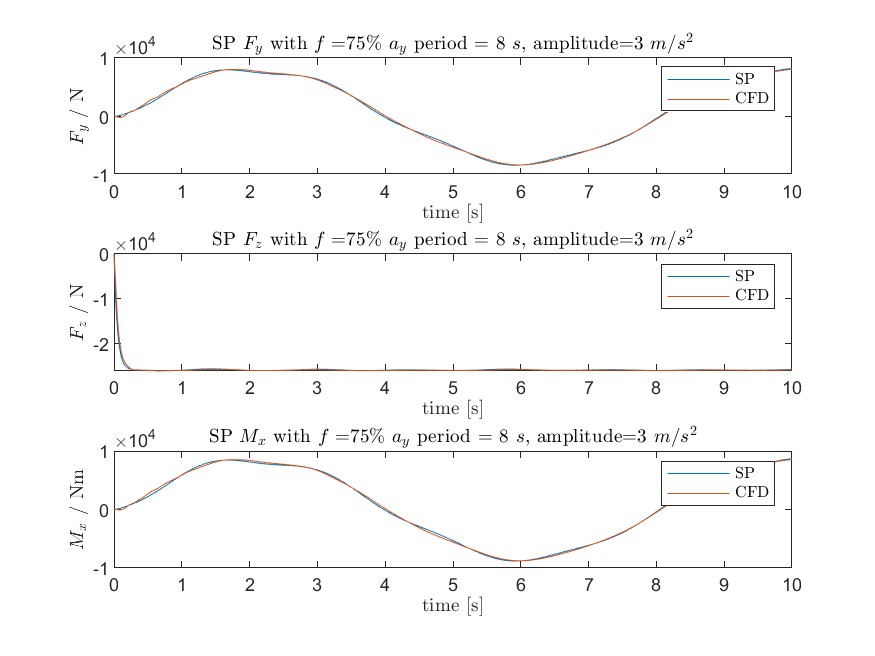 SP F_y with f =75% a_y period = 8 s, amplitude=3 m/s^2
×10^4
1
0
-1
F_y / N
SP
CFD
0 1 2 3 4 5 6 7 8 9 10
time [s]
SP F_z with f =75% a_y period = 8 s, amplitude=3 m/s^2
×10^4
0
-1
-2
F_z / N
SP
CFD
0 1 2 3 4 5 6 7 8 9 10
time [s]
SP M_x with f =75% a_y period = 8 s, amplitude=3 m/s^2
×10^4
1
0
-1
M_x / Nm
SP
CFD
0 1 2 3 4 5 6 7 8 9 10
time [s]